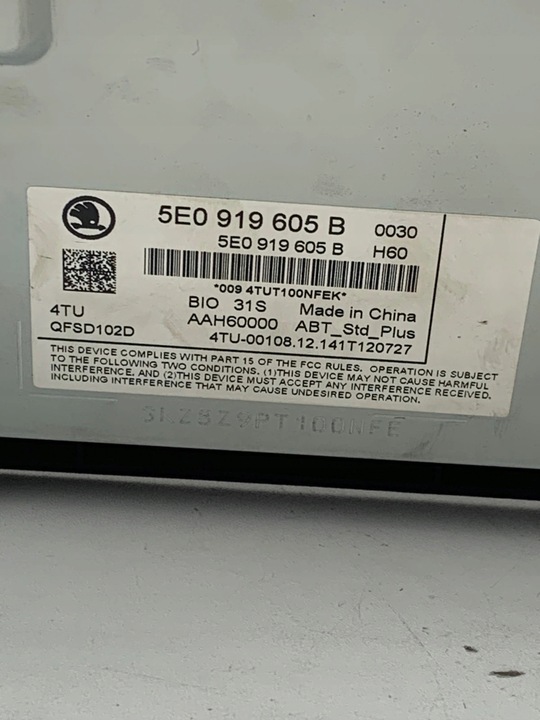 5E0 919 605 B 0030
5E0 919 605 B H60
*009 4TUT100NFEK*
BIO 31S Made in China
4TU AAH60000 ABT_Std_Plus
QFSD102D 4TU-00108.12.141T120727
THIS DEVICE COMPLIES WITH PART 15 OF THE FCC RULES. OPERATION IS SUBJECT
TO THE FOLLOWING TWO CONDITIONS. (1)THIS DEVICE MAY NOT CAUSE HARMFUL
INTERFERENCE. AND (2)THIS DEVICE MUST ACCEPT ANY INTERFERENCE RECEIVED.
INCLUDING INTERFERENCE THAT MAY CAUSE UNDESIRED OPERATION.